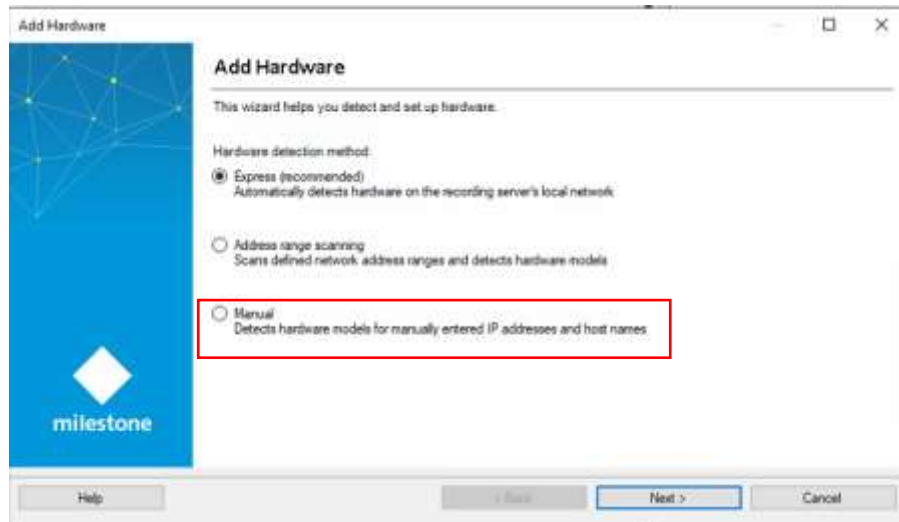 Add Hardware
Add Hardware
This wizard helps you detect and set up hardware.
Hardware detection method:
Express (recommended)
Automatically detects hardware on the recording server's local network
Address range scanning
Scans defined network address ranges and detects hardware models
Manual
Detects hardware models for manually entered IP addresses and host names
milestone
Help
< Back
Next >
Cancel